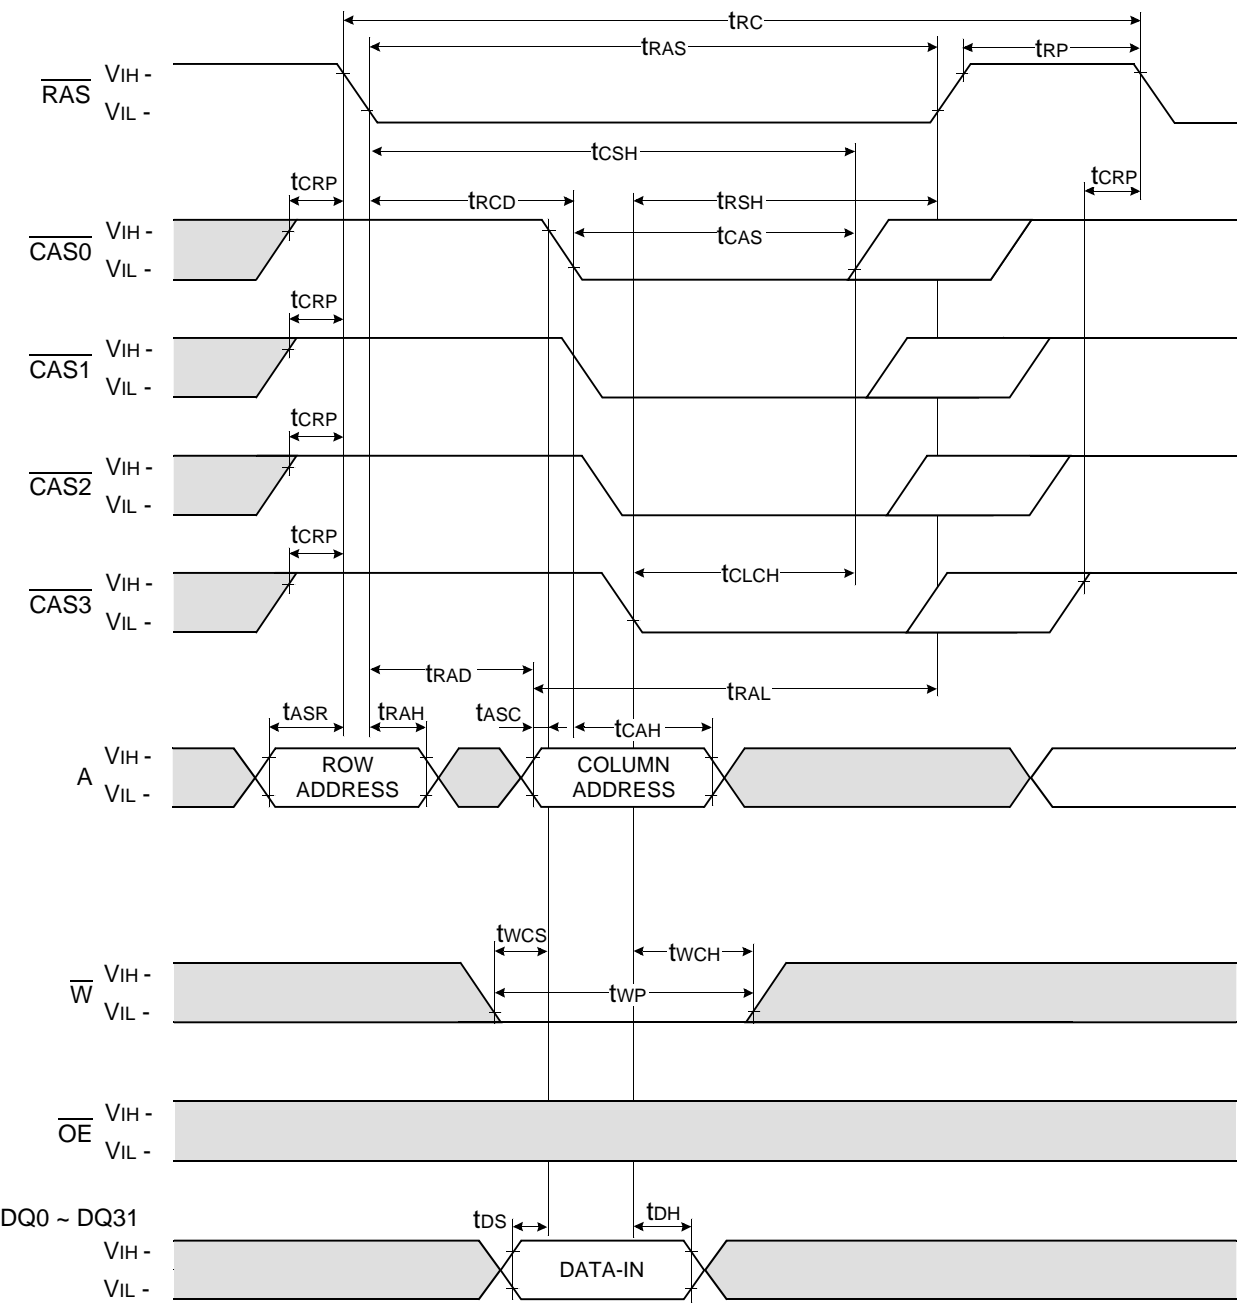 tRC
tRAS
tRP
RAS
VIH -
VIL -
tCSH
tCRP
tRCD
tRSH
tCRP
CAS0
VIH -
VIL -
tCAS
tCRP
CAS1
VIH -
VIL -
tCRP
CAS2
VIH -
VIL -
tCRP
CAS3
VIH -
VIL -
tCLCH
tRAD
tRAL
tASR
tRAH
tASC
tCAH
A
VIH -
VIL -
ROW
ADDRESS
COLUMN
ADDRESS
tWCS
tWCH
W
VIH -
VIL -
tWP
OE
VIH -
VIL -
DQ0 ~ DQ31
VIH -
VIL -
tDS
tDH
DATA-IN